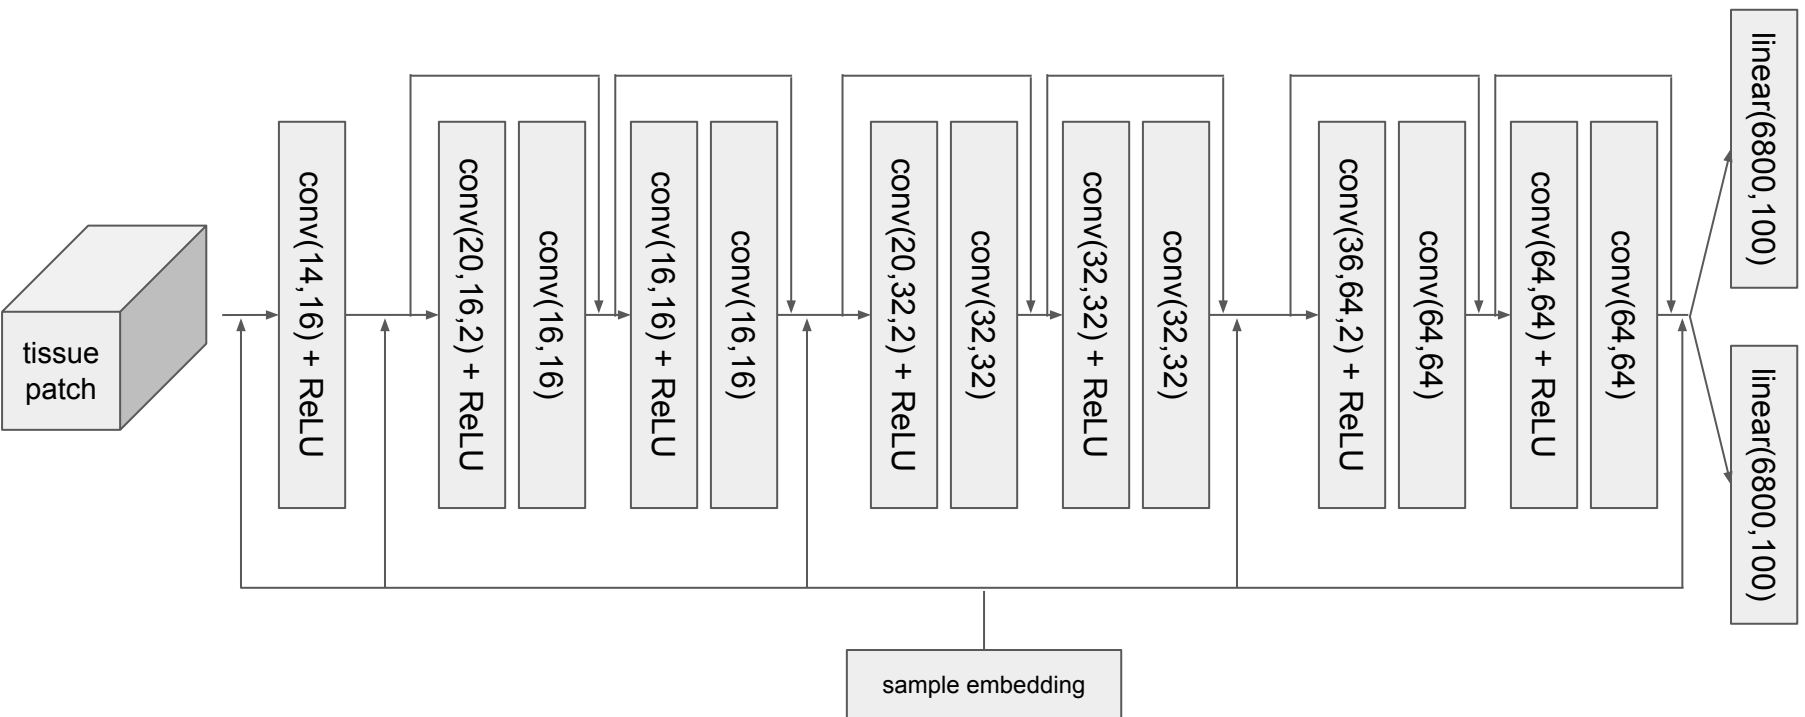 tissue
patch
conv(14,16) + ReLU
conv(20,16,2) + ReLU
conv(16,16)
conv(16,16) + ReLU
conv(16,16)
conv(20,32,2) + ReLU
conv(32,32)
conv(32,32) + ReLU
conv(32,32)
conv(36,64,2) + ReLU
conv(64,64)
conv(64,64) + ReLU
conv(64,64)
linear(6800,100)
linear(6800,100)
sample embedding